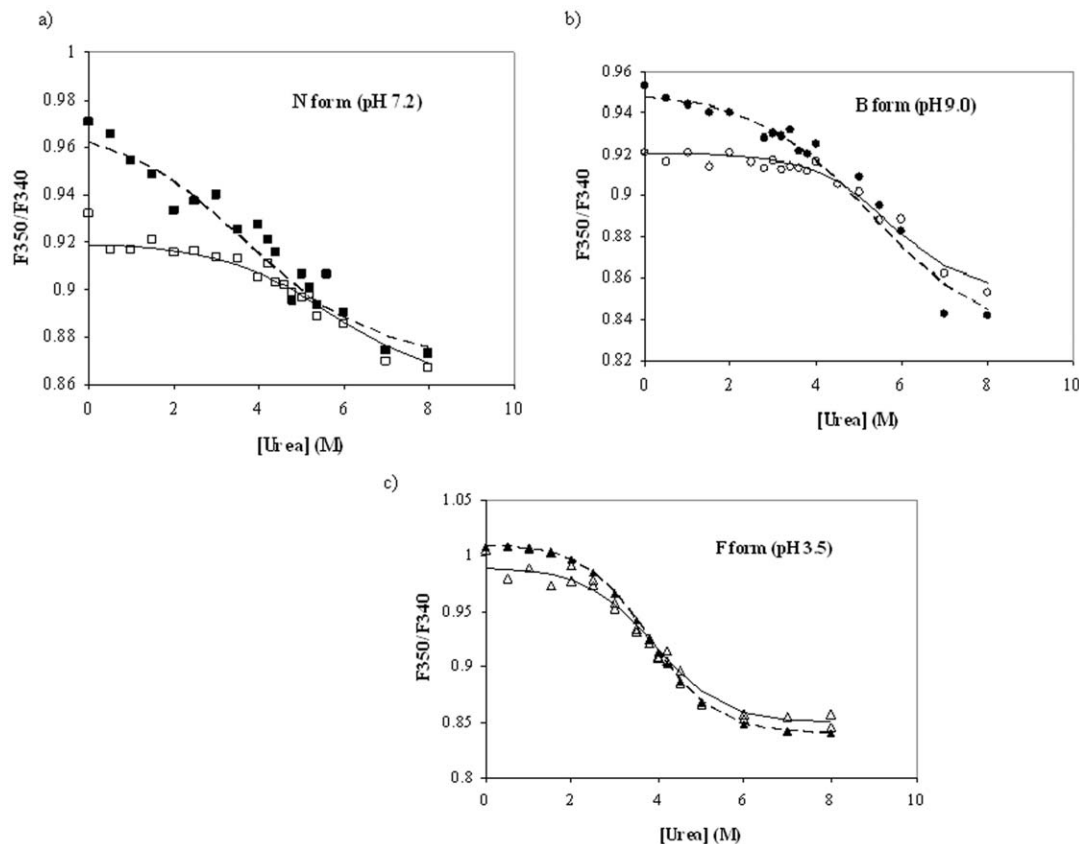 a)
1
0.98
0.96
0.94
0.92
0.9
0.88
0.86
F350/F340
N form (pH 7.2)
0 2 4 6 8 10
[Urea] (M)
b)
0.96
0.94
0.92
0.9
0.88
0.86
0.84
0.82
F350/F340
B form (pH 9.0)
0 2 4 6 8 10
[Urea] (M)
c)
1.05
1
0.95
0.9
0.85
0.8
F350/F340
F form (pH 3.5)
0 2 4 6 8 10
[Urea] (M)